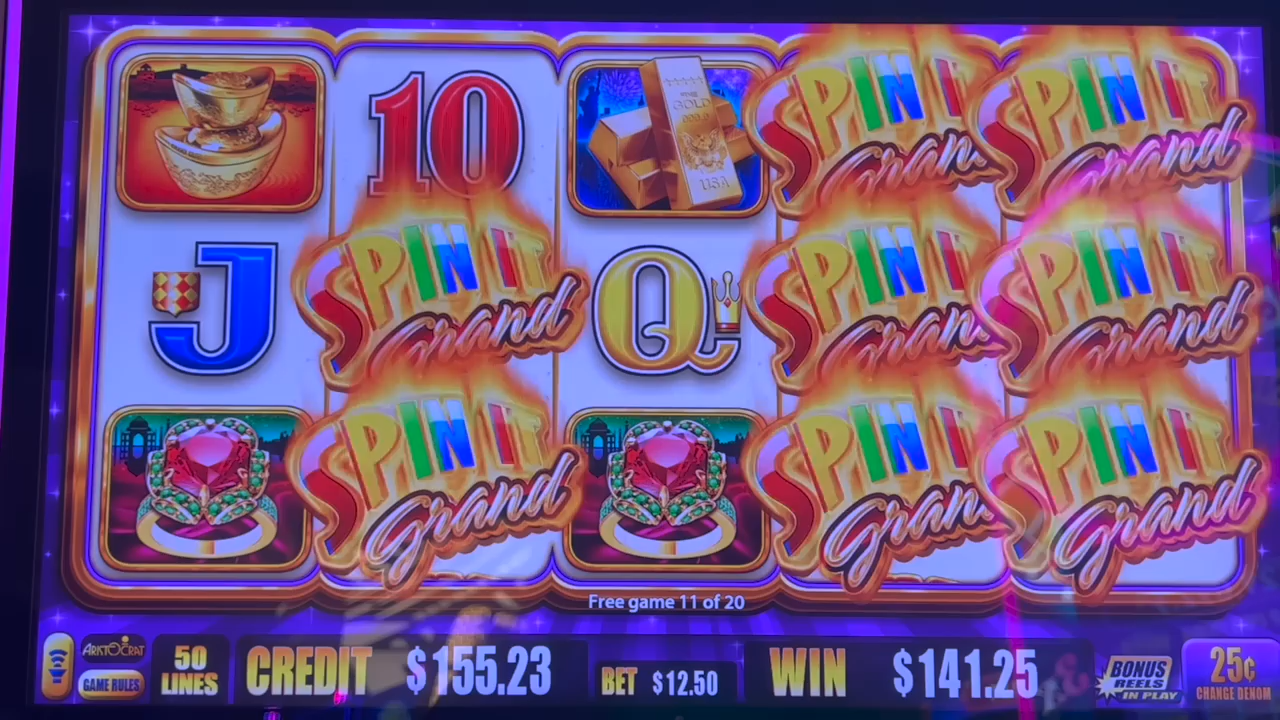 10
GOLD
999.9
USA
SPIN IT
Grand
SPIN IT
Grand
J
SPIN IT
Grand
Q
SPIN IT
Grand
SPIN IT
Grand
SPIN IT
Grand
SPIN IT
Grand
SPIN IT
Grand
Free game 11 of 20
ARISTOCRAT
GAME RULES
50
LINES
CREDIT $155.23
BET $12.50
WIN $141.25
BONUS
REELS
IN PLAY
25¢
CHANGE DENOM